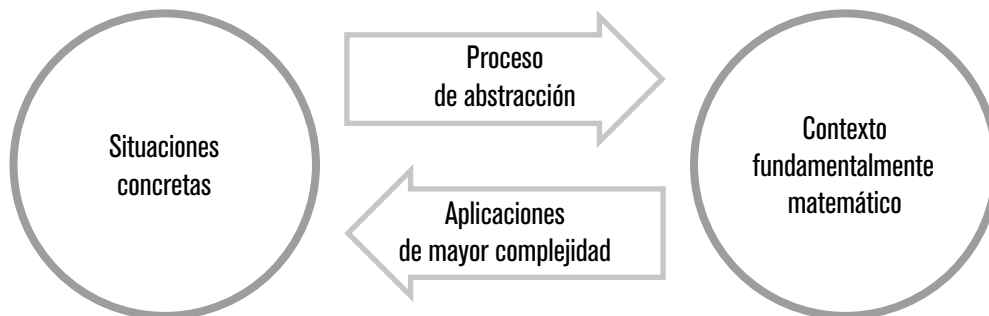 Situaciones
concretas
Proceso
de abstracción
Aplicaciones
de mayor complejidad
Contexto
fundamentalmente
matemático